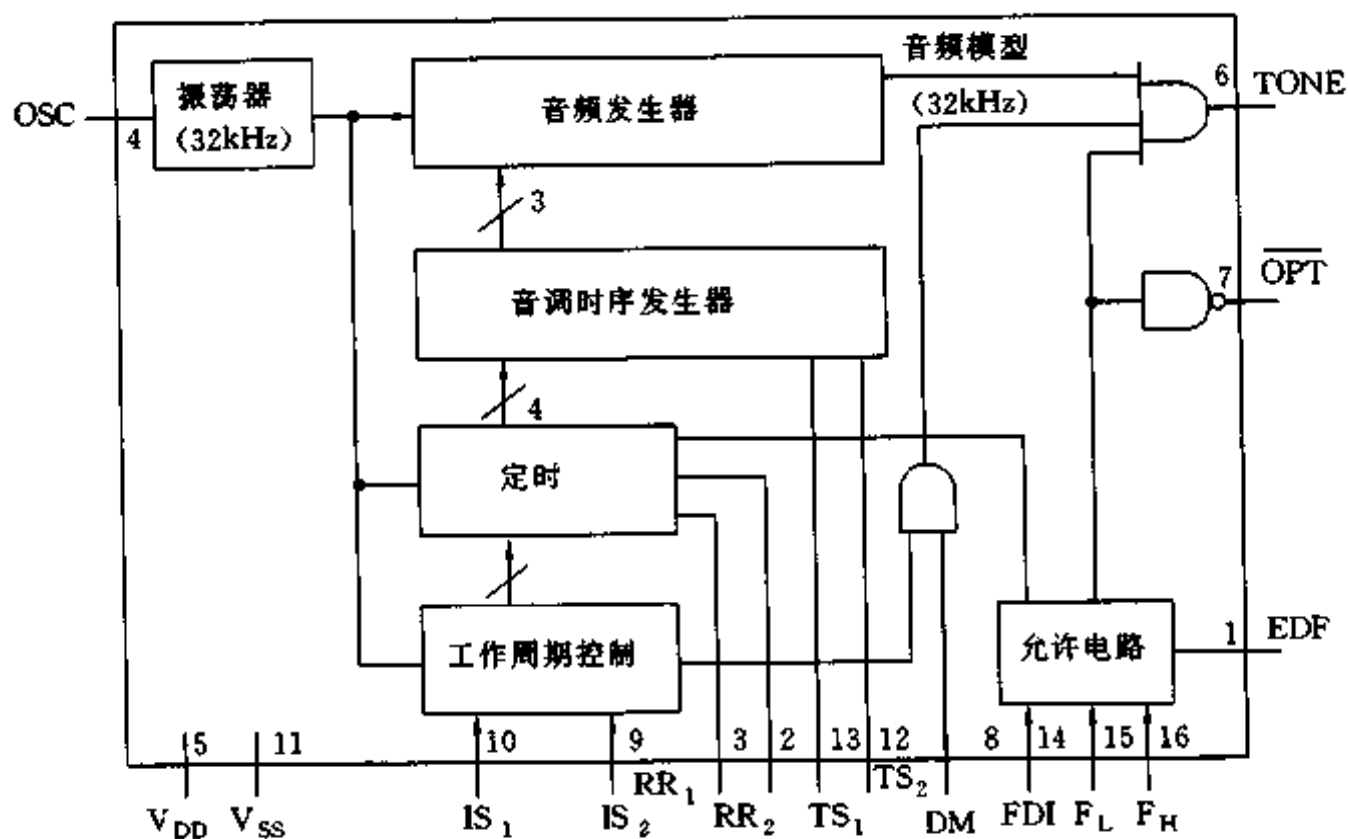 音频模型
6
TONE
OSC
4
振荡器
(32kHz)
音频发生器
(32kHz)
3
音调时序发生器
7
OPT
4
定时
工作周期控制
允许电路
1
EDF
5
11
10
9
3
2
13
12
8
14
15
16
V_DD
V_SS
IS_1
IS_2
RR_1
RR_2
TS_1
TS_2
DM
FDI
F_L
F_H